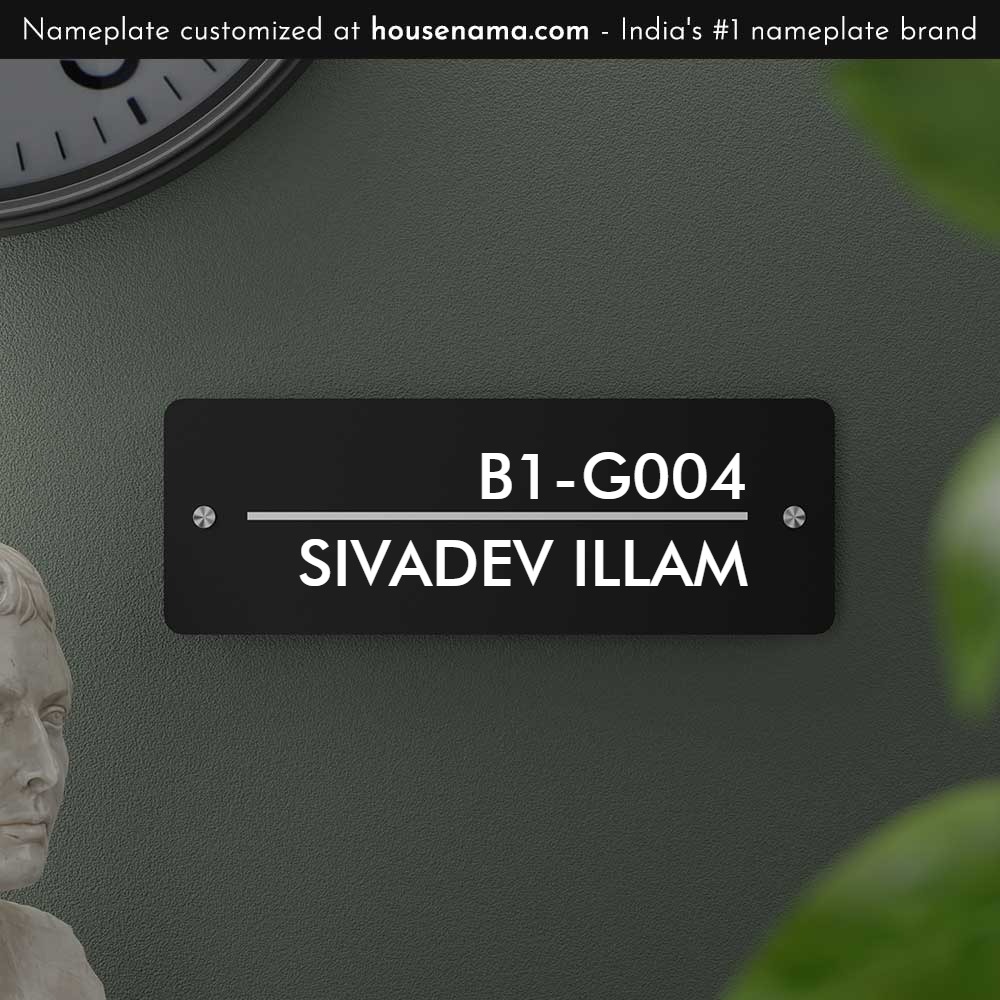 Nameplate customized at housenama.com - India's #1 nameplate brand
B1-G004
SIVADEV ILLAM